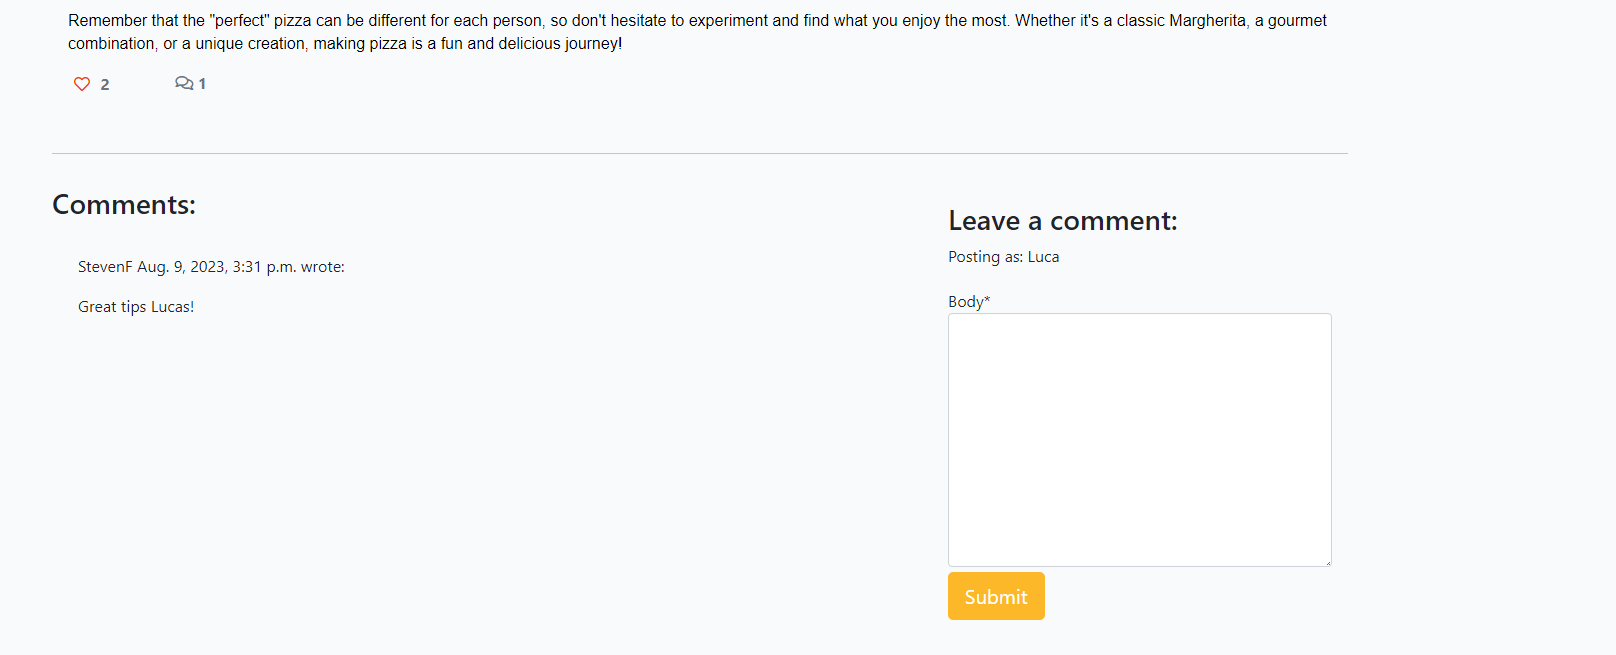 Remember that the "perfect" pizza can be different for each person, so don't hesitate to experiment and find what you enjoy the most. Whether it's a classic Margherita, a gourmet
combination, or a unique creation, making pizza is a fun and delicious journey!
2 1
Comments:
StevenF Aug. 9, 2023, 3:31 p.m. wrote:
Great tips Lucas!
Leave a comment:
Posting as: Luca
Body*
Submit